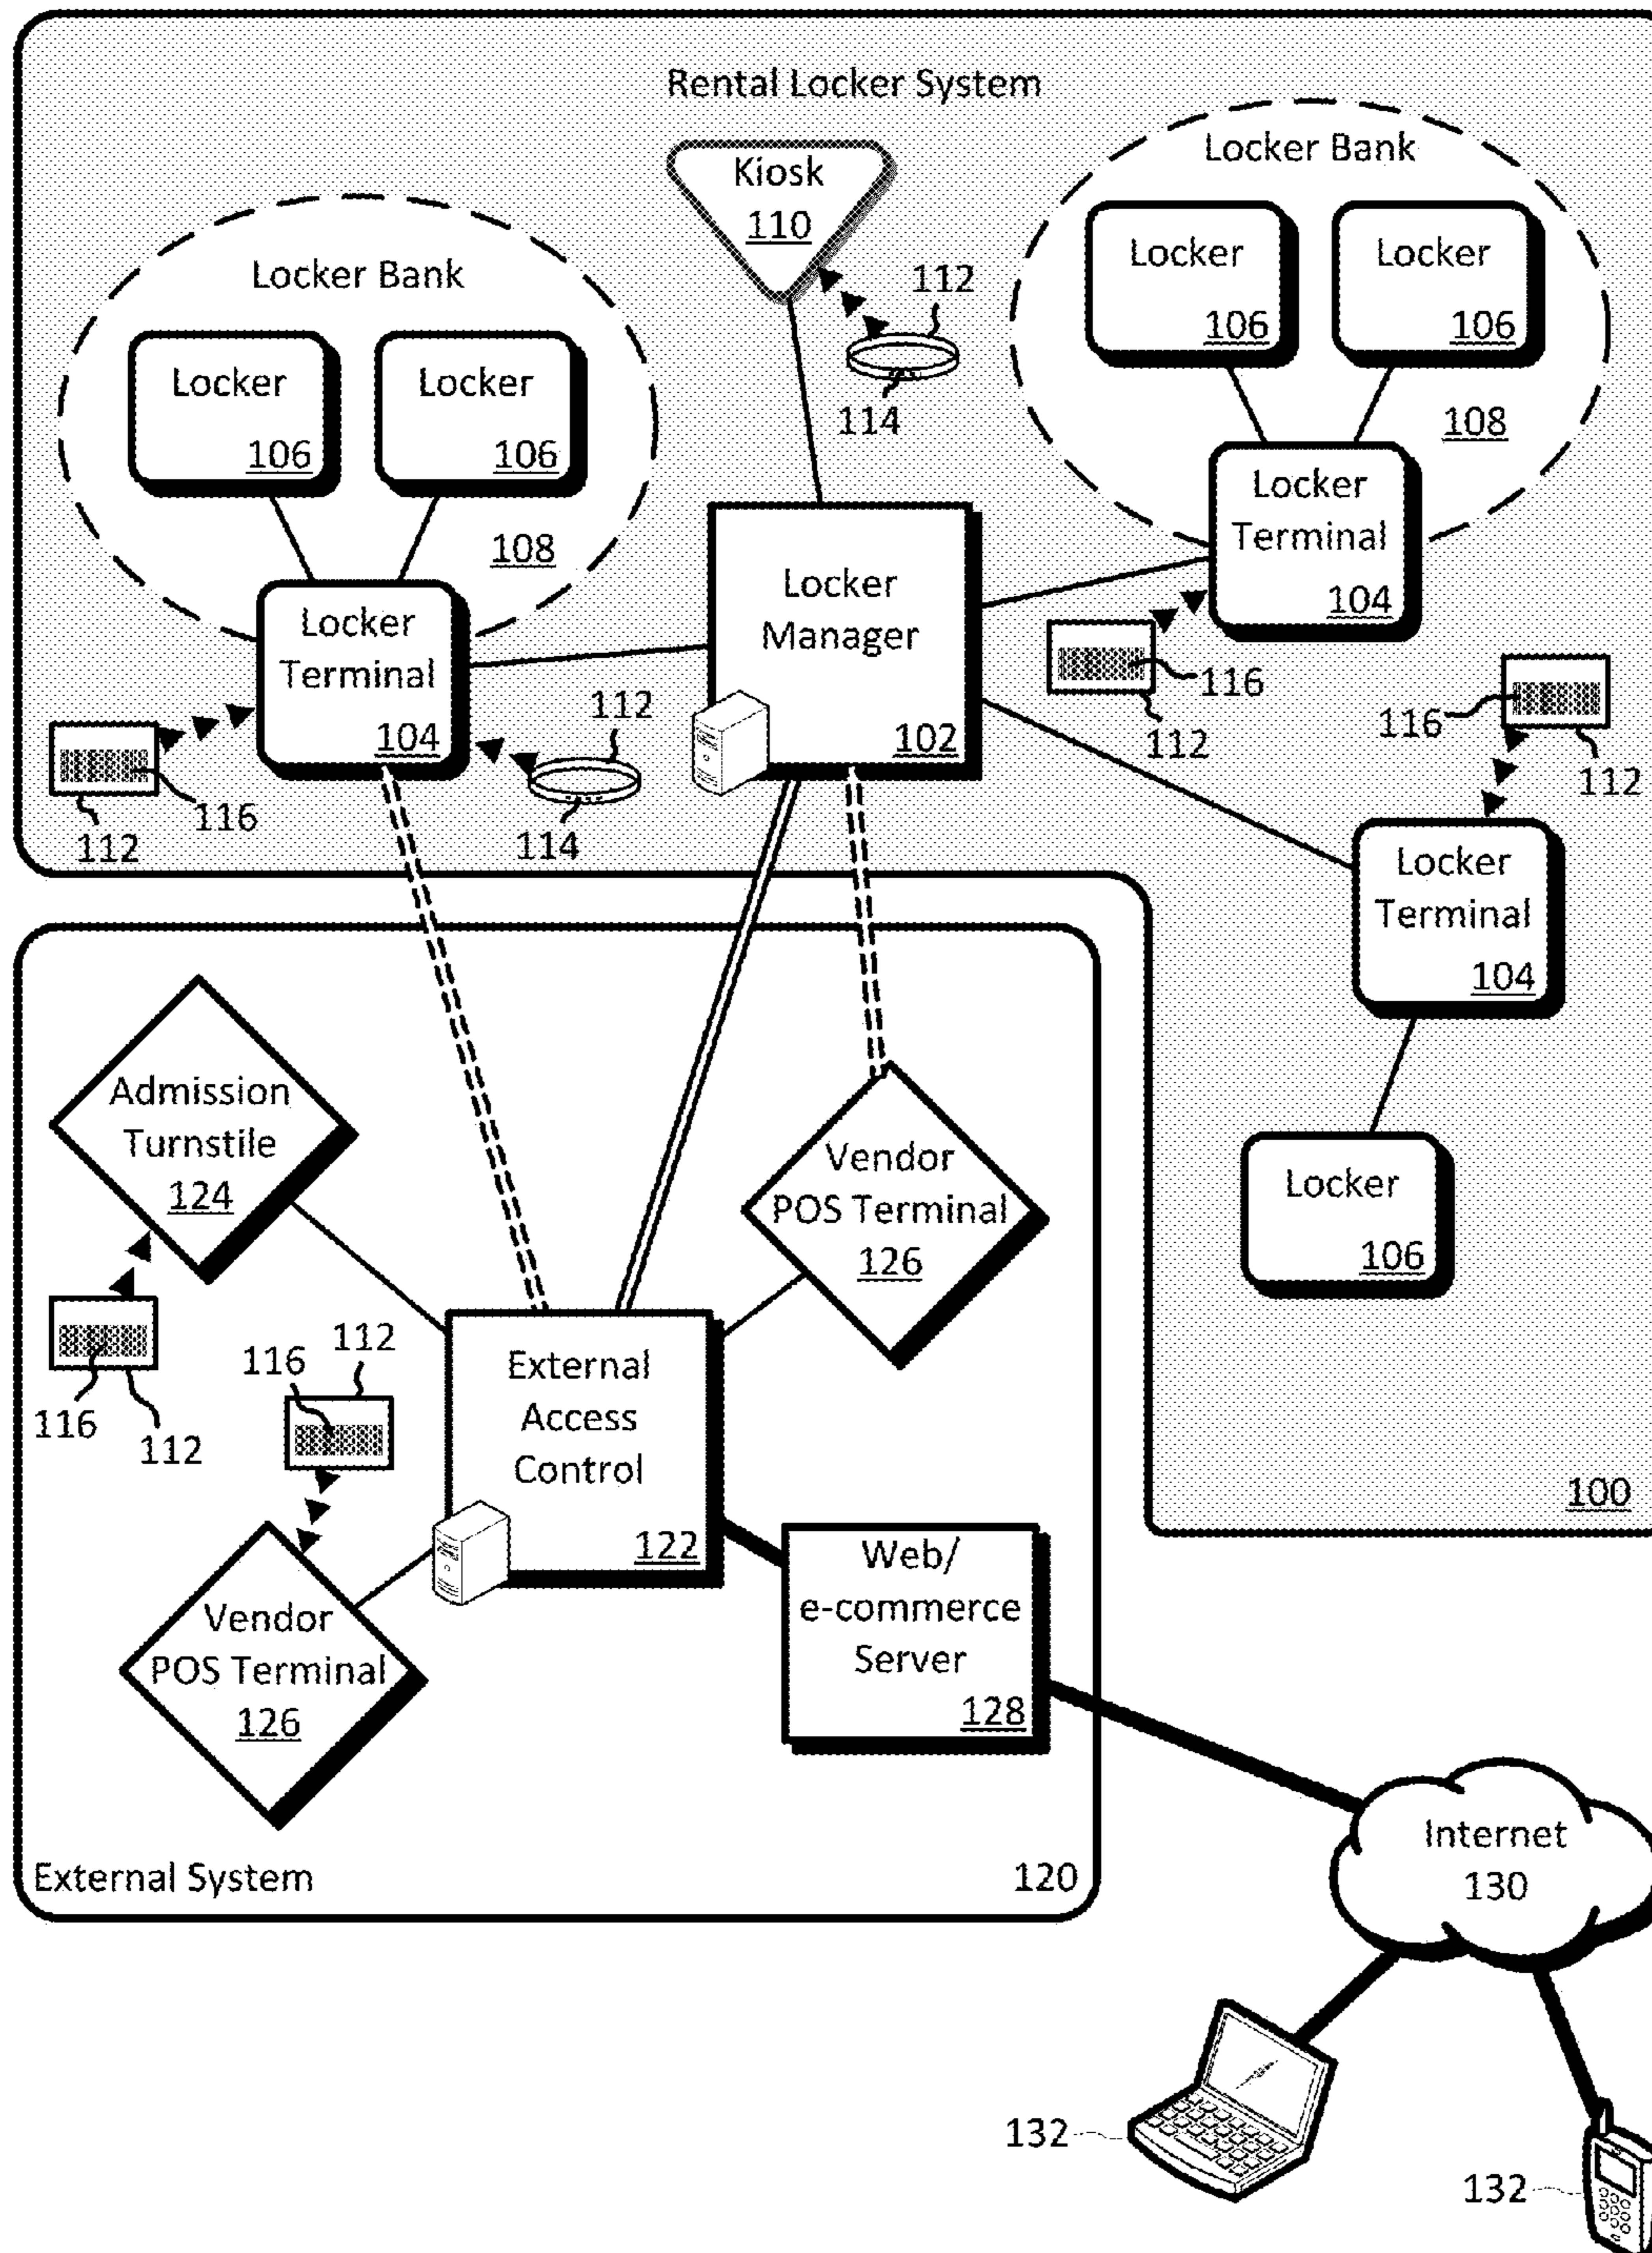 Rental Locker System
Kiosk
110
112
114
Locker Bank
Locker
106
Locker
106
108
Locker
Terminal
104
Locker Bank
Locker
106
Locker
106
108
Locker
Terminal
104
Locker
Manager
102
116
112
112
114
116
112
116
112
Locker
Terminal
104
Locker
106
100
Admission
Turnstile
124
116
112
Vendor
POS Terminal
126
116
112
External
Access
Control
122
Vendor
POS Terminal
126
Web/
e-commerce
Server
128
External System
120
Internet
130
132
132